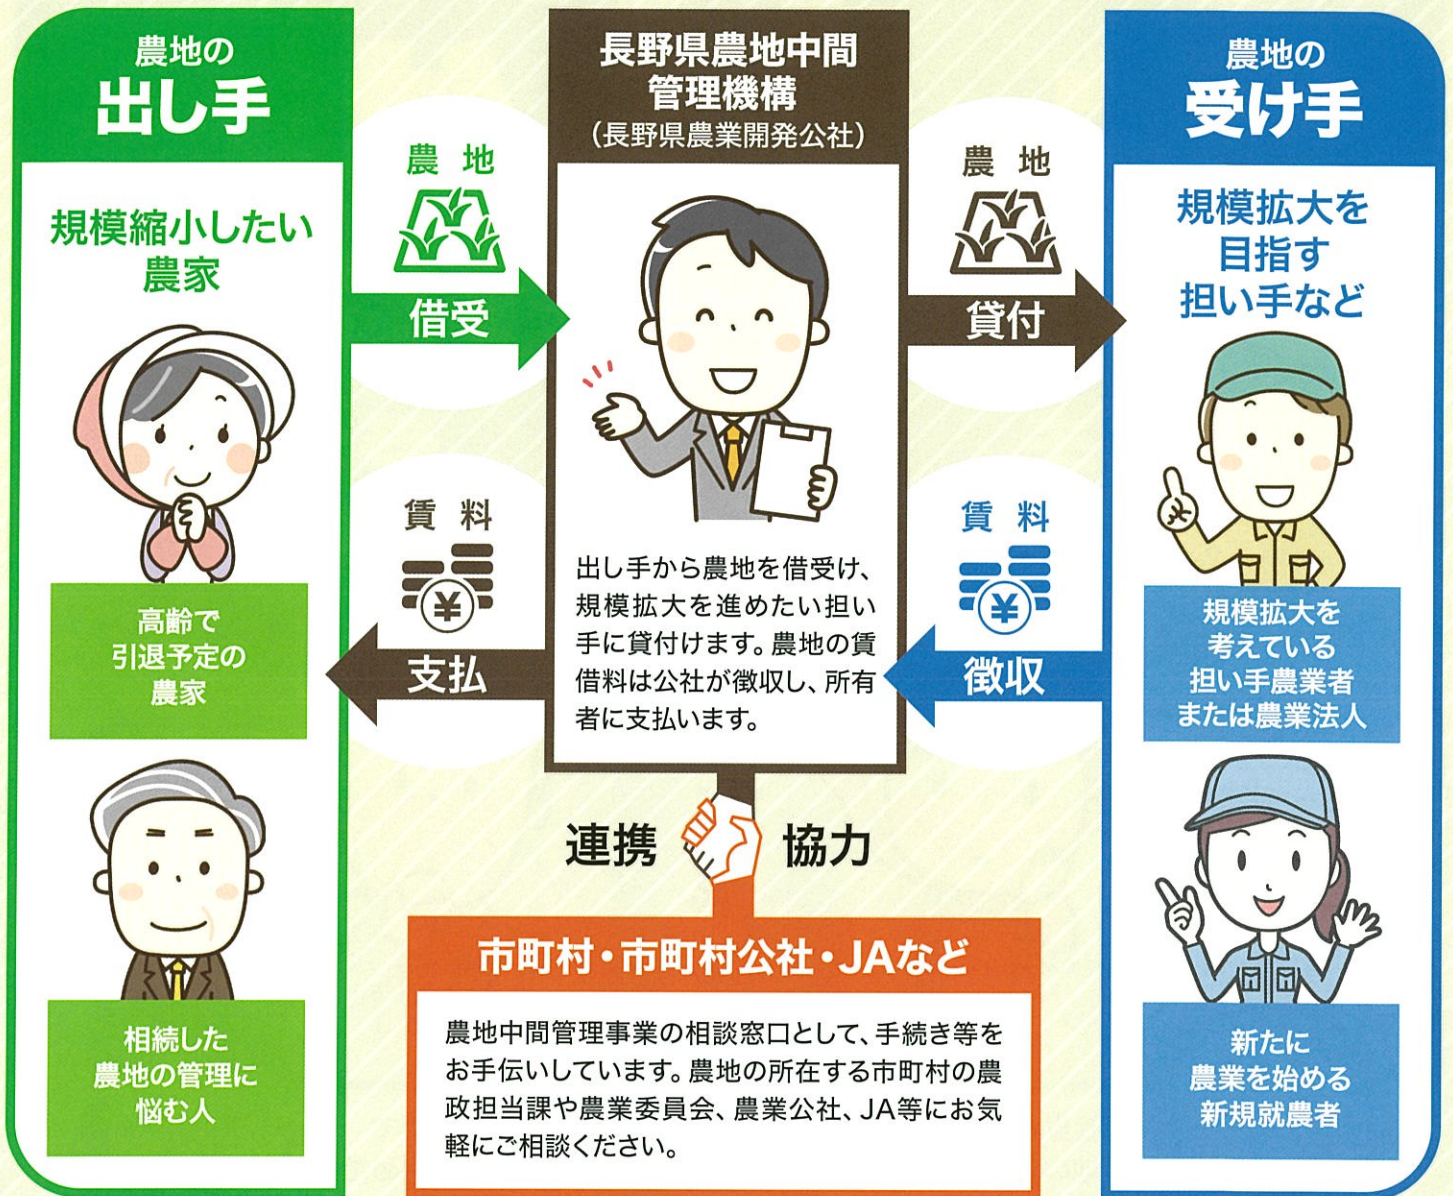 農地の
出し手
規模縮小したい
農家
高齢で
引退予定の
農家
相続した
農地の管理に
悩む人
農地
借受
賃料
支払
長野県農地中間
管理機構
（長野県農業開発公社）
出し手から農地を借受け、
規模拡大を進めたい担い
手に貸付けます。農地の賃
借料は公社が徴収し、所有
者に支払います。
農地
貸付
賃料
徴収
農地の
受け手
規模拡大を
目指す
担い手など
規模拡大を
考えている
担い手農業者
または農業法人
新たに
農業を始める
新規就農者
連携 協力
市町村・市町村公社・JAなど
農地中間管理事業の相談窓口として、手続き等を
お手伝いしています。農地の所在する市町村の農
政担当課や農業委員会、農業公社、JA等にお気
軽にご相談ください。